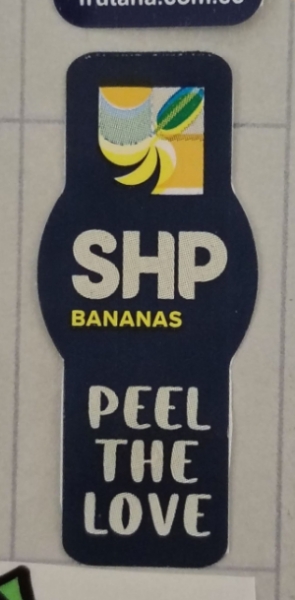 frutana.com.ec
SHP
BANANAS
PEEL
THE
LOVE